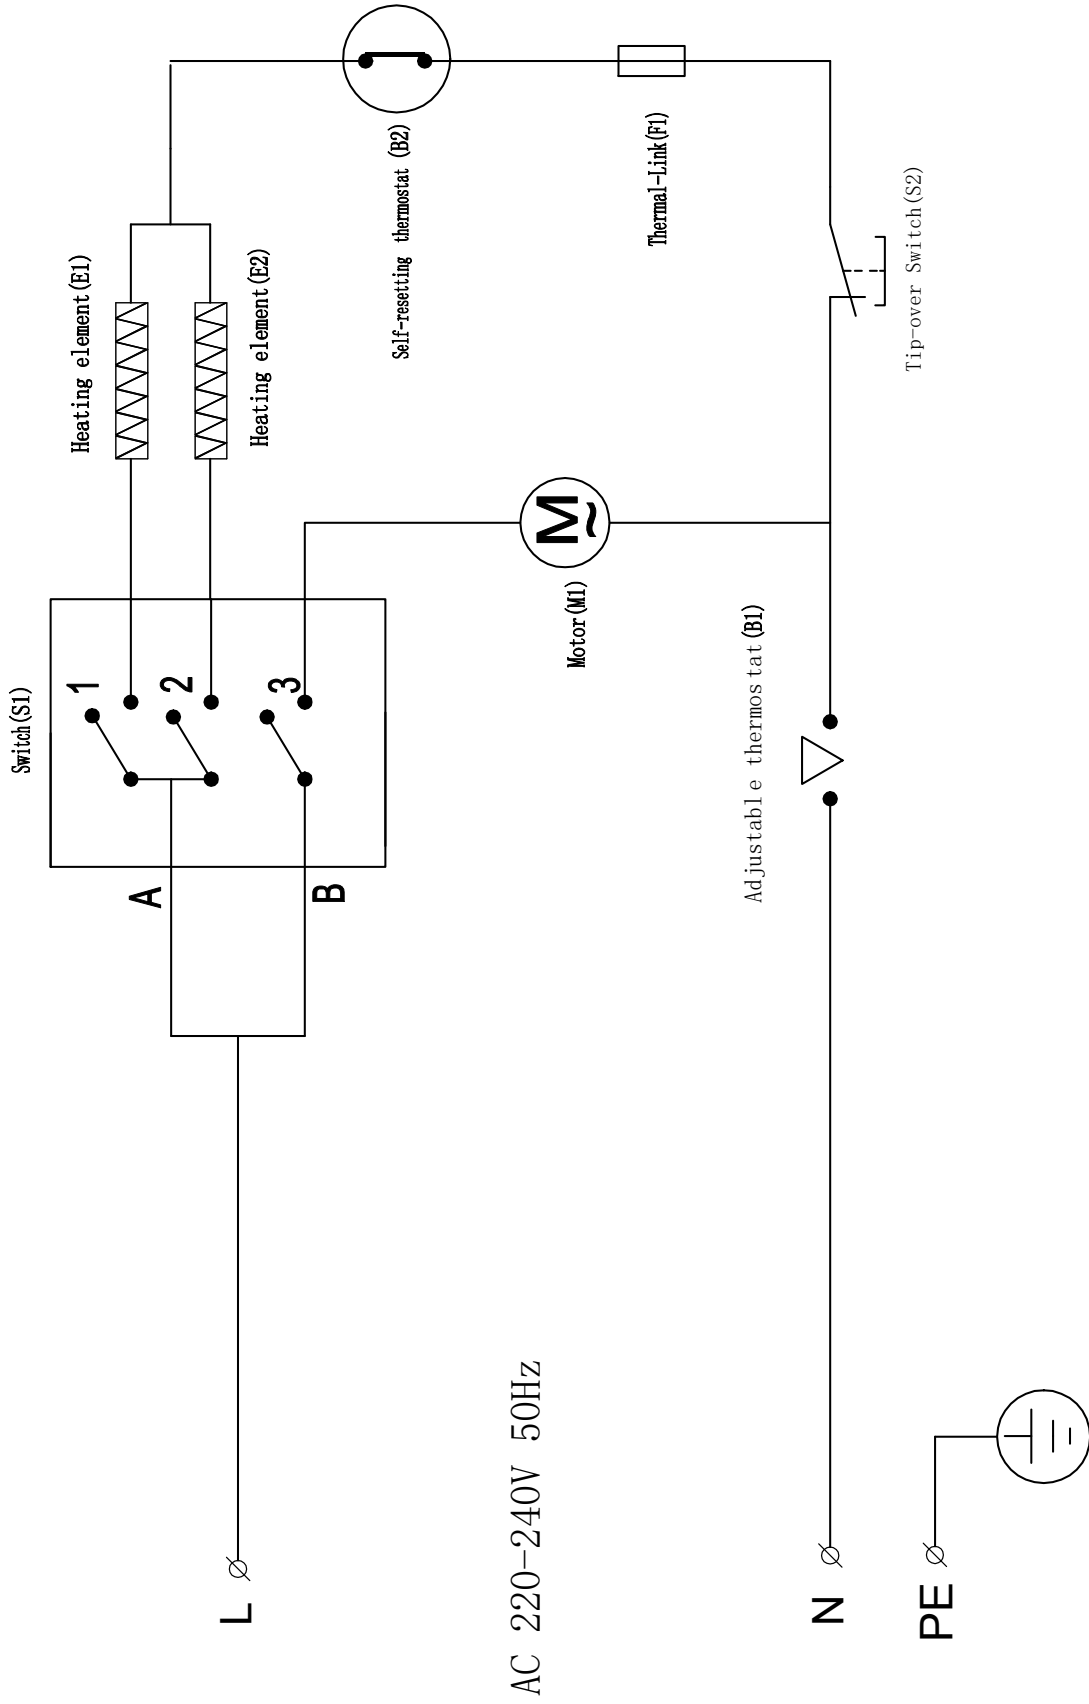 Switch(S1)
Heating element(E1)
Heating element(E2)
1
2
3
A
B
L
Self-resetting thermostat (B2)
Thermal-Link(F1)
M
~
Motor(M1)
AC 220-240V 50Hz
Adjustable thermostat(B1)
Tip-over Switch(S2)
N
PE